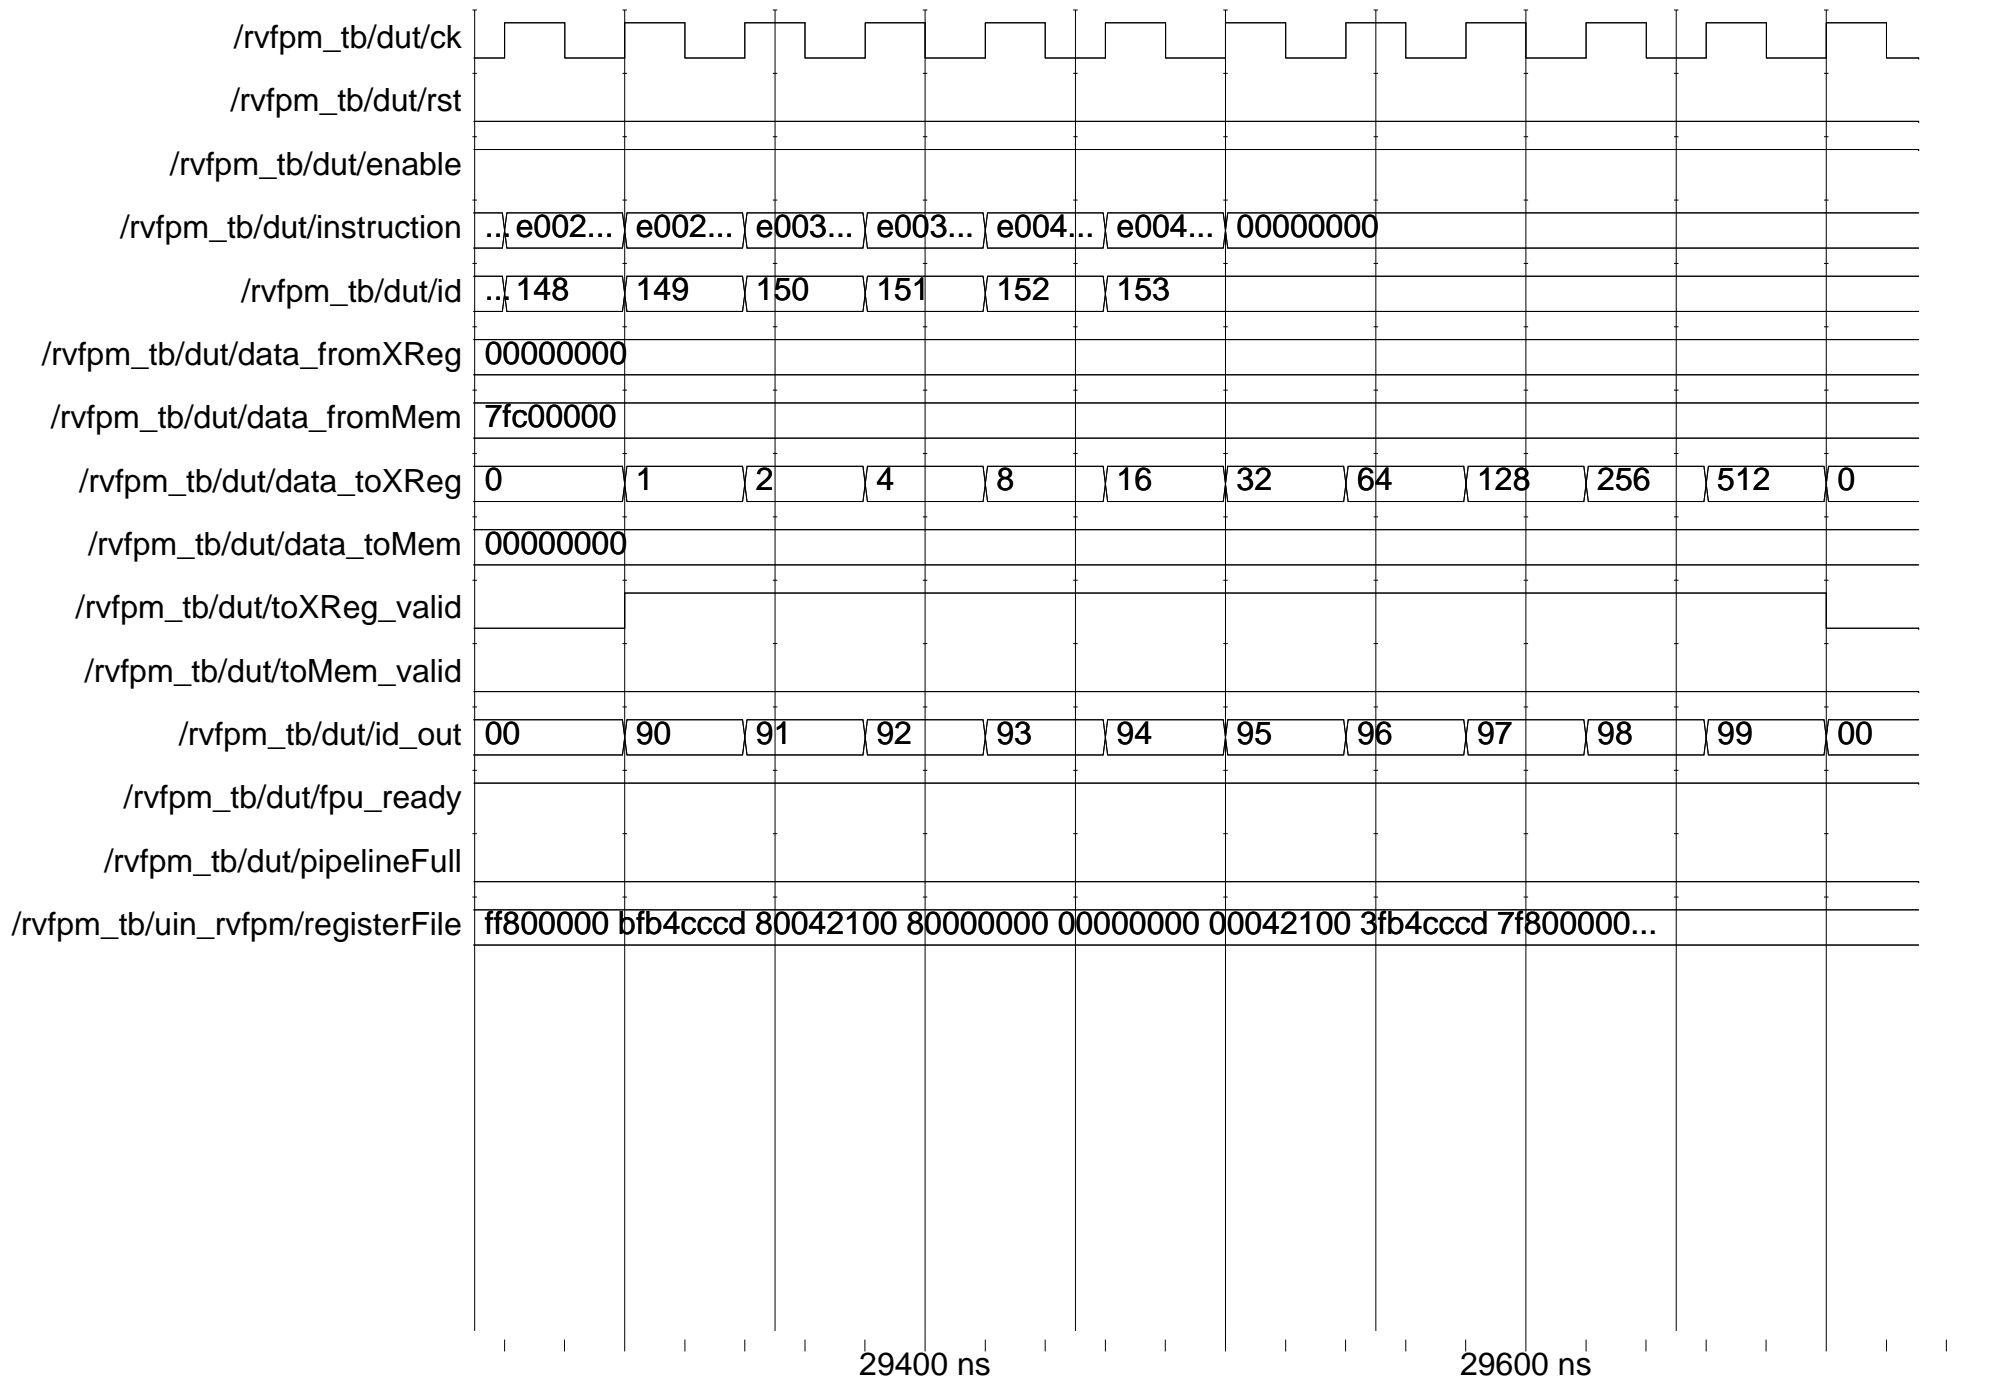 /rvfpm_tb/dut/ck
/rvfpm_tb/dut/rst
/rvfpm_tb/dut/enable
/rvfpm_tb/dut/instruction ... e002... e002... e003... e003... e004... e004... 00000000
/rvfpm_tb/dut/id ... 148 149 150 151 152 153
/rvfpm_tb/dut/data_fromXReg 00000000
/rvfpm_tb/dut/data_fromMem 7fc00000
/rvfpm_tb/dut/data_toXReg 0 1 2 4 8 16 32 64 128 256 512 0
/rvfpm_tb/dut/data_toMem 00000000
/rvfpm_tb/dut/toXReg_valid
/rvfpm_tb/dut/toMem_valid
/rvfpm_tb/dut/id_out 00 90 91 92 93 94 95 96 97 98 99 00
/rvfpm_tb/dut/fpu_ready
/rvfpm_tb/dut/pipelineFull
/rvfpm_tb/uin_rvfpm/registerFile ff800000 bfb4cccd 80042100 80000000 00000000 00042100 3fb4cccd 7f800000...
29400 ns 29600 ns